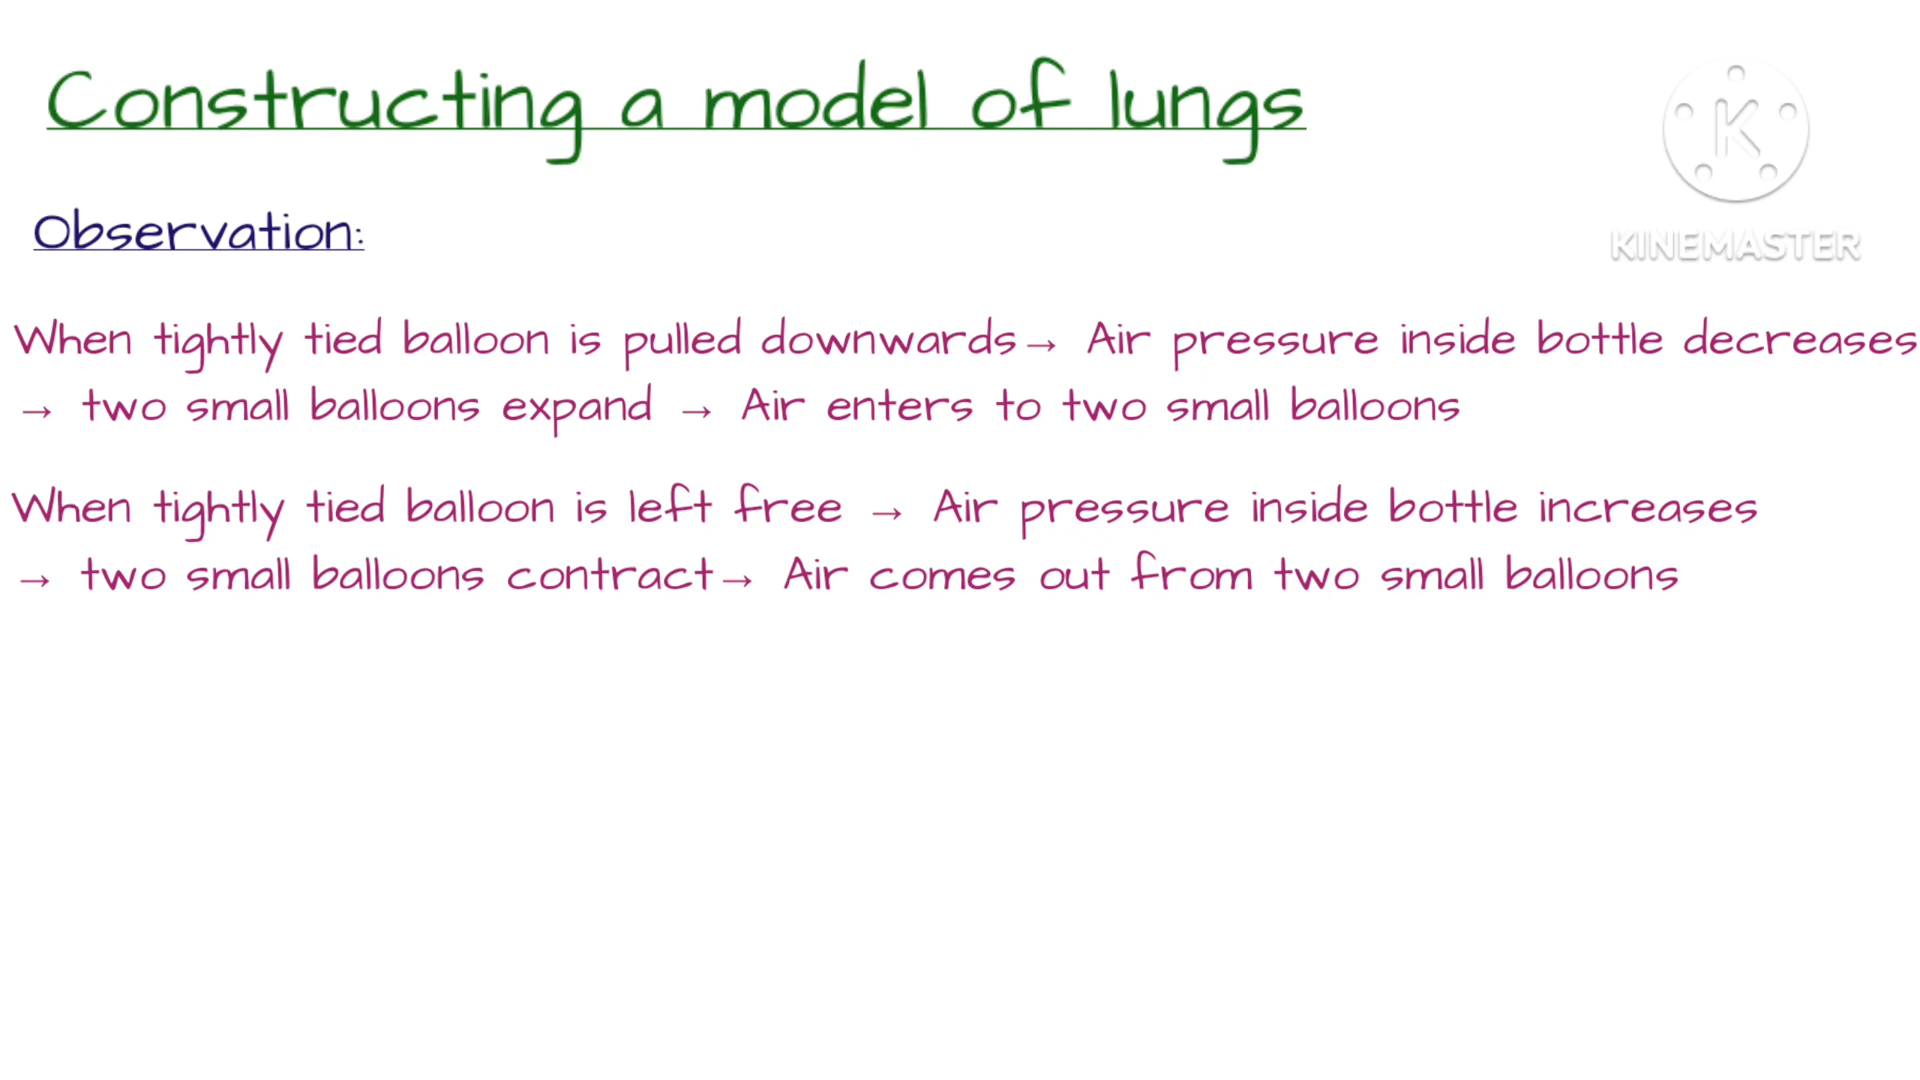 Constructing a model of lungs
K
KINEMASTER
Observation:
When tightly tied balloon is pulled downwards→ Air pressure inside bottle decreases
→ two small balloons expand → Air enters to two small balloons
When tightly tied balloon is left free → Air pressure inside bottle increases
→ two small balloons contract→ Air comes out from two small balloons